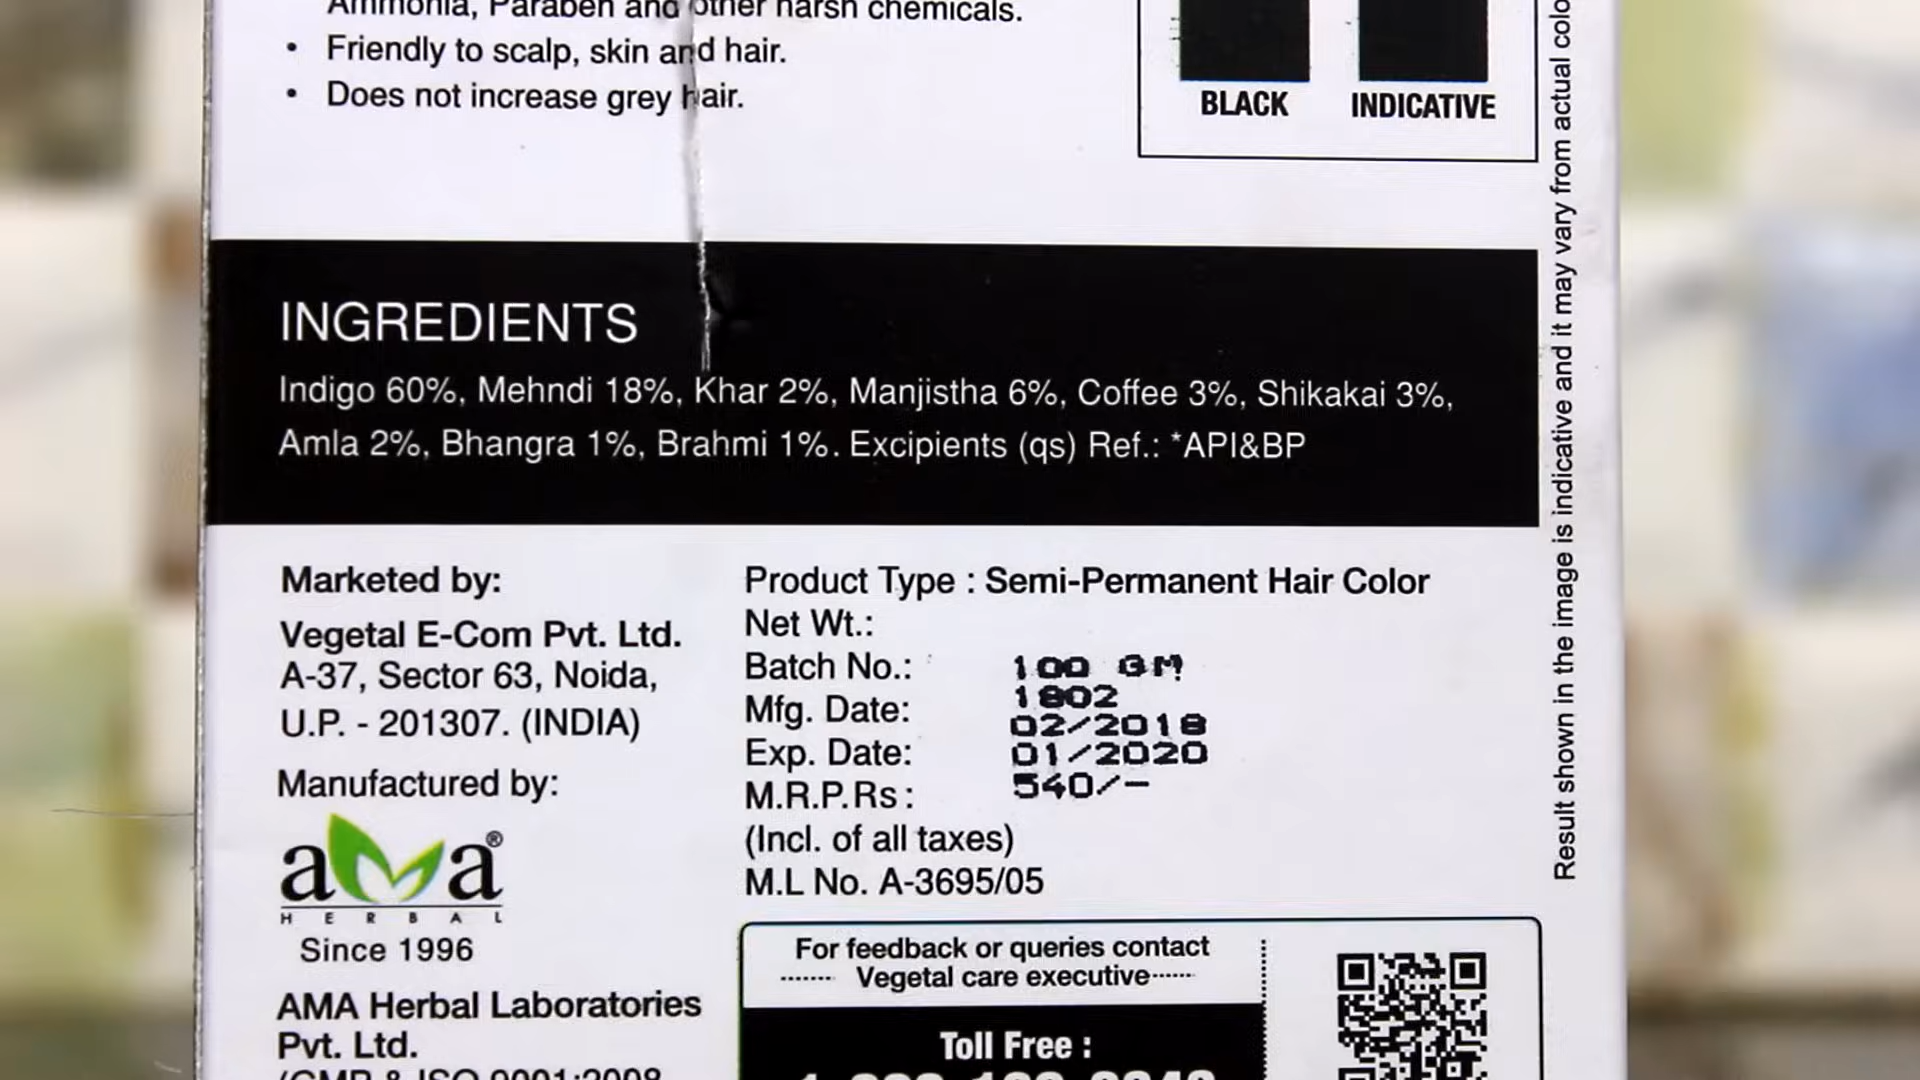 Ammonia, Paraben and other harsh chemicals.
• Friendly to scalp, skin and hair.
• Does not increase grey hair.
BLACK
INDICATIVE
Result shown in the image is indicative and it may vary from actual colo
INGREDIENTS
Indigo 60%, Mehndi 18%, Khar 2%, Manjistha 6%, Coffee 3%, Shikakai 3%,
Amla 2%, Bhangra 1%, Brahmi 1%. Excipients (qs) Ref.: *API&BP
Marketed by:
Vegetal E-Com Pvt. Ltd.
A-37, Sector 63, Noida,
U.P. - 201307. (INDIA)
Manufactured by:
ama®
HERBAL
Since 1996
AMA Herbal Laboratories
Pvt. Ltd.
(GMP & ISO 9001:2008
Product Type : Semi-Permanent Hair Color
Net Wt.:
Batch No.:
Mfg. Date:
Exp. Date:
M.R.P.Rs :
100 GM
1802
02/2018
01/2020
540/-
(Incl. of all taxes)
M.L No. A-3695/05
For feedback or queries contact
Vegetal care executive
Toll Free :